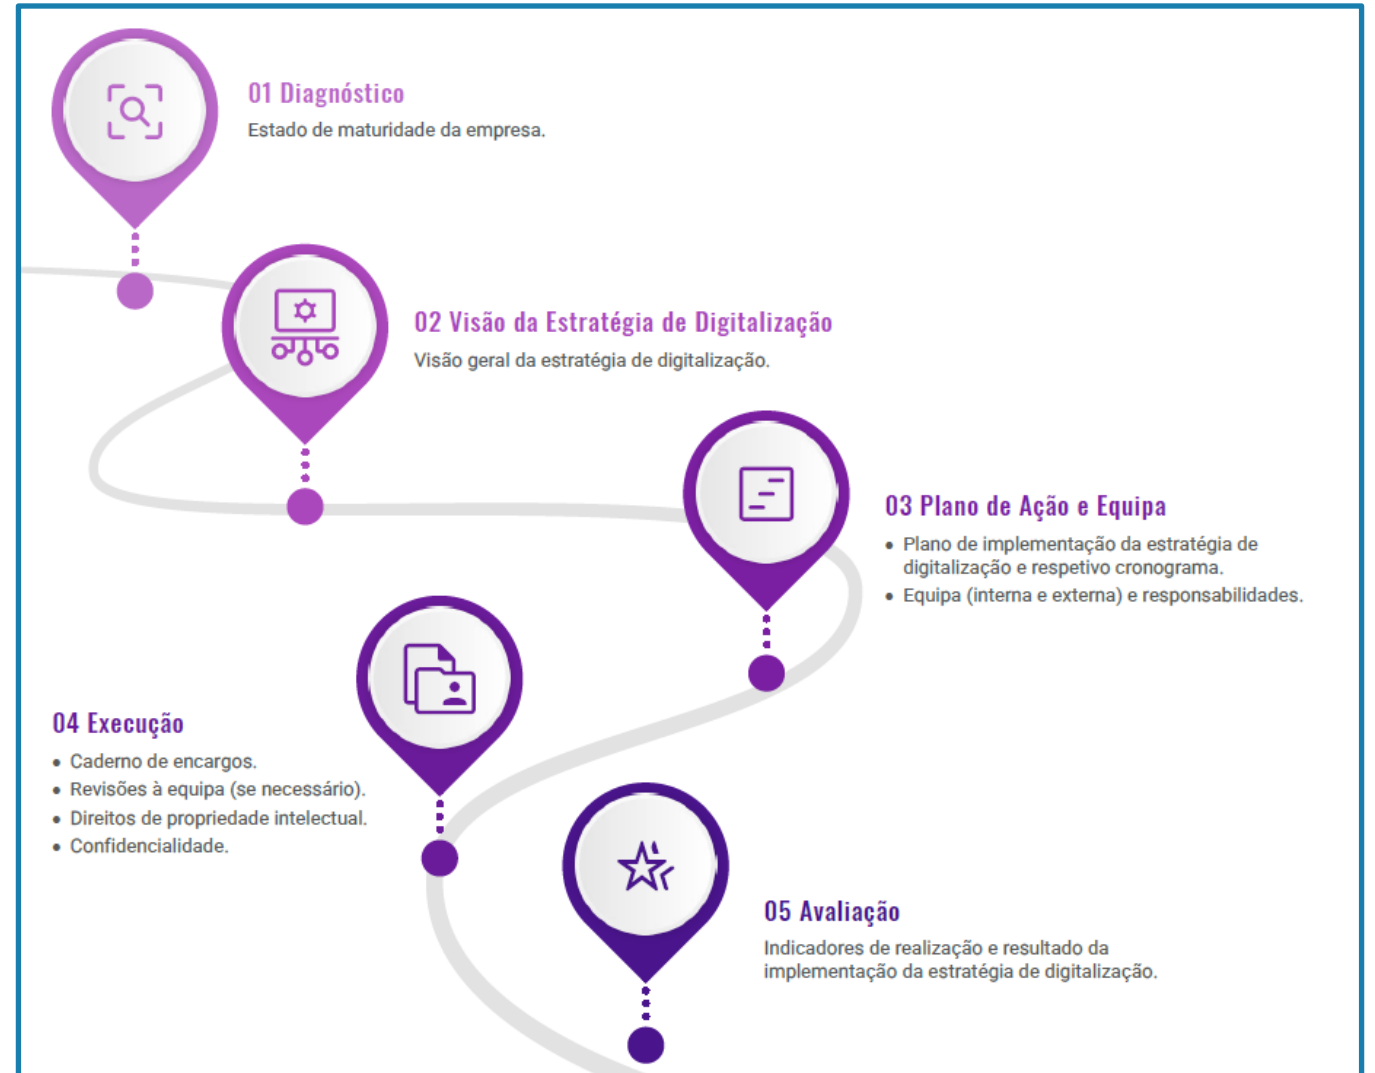 01 Diagnóstico
Estado de maturidade da empresa.
02 Visão da Estratégia de Digitalização
Visão geral da estratégia de digitalização.
03 Plano de Ação e Equipa
• Plano de implementação da estratégia de
digitalização e respetivo cronograma.
• Equipa (interna e externa) e responsabilidades.
04 Execução
• Caderno de encargos.
• Revisões à equipa (se necessário).
• Direitos de propriedade intelectual.
• Confidencialidade.
05 Avaliação
Indicadores de realização e resultado da
implementação da estratégia de digitalização.